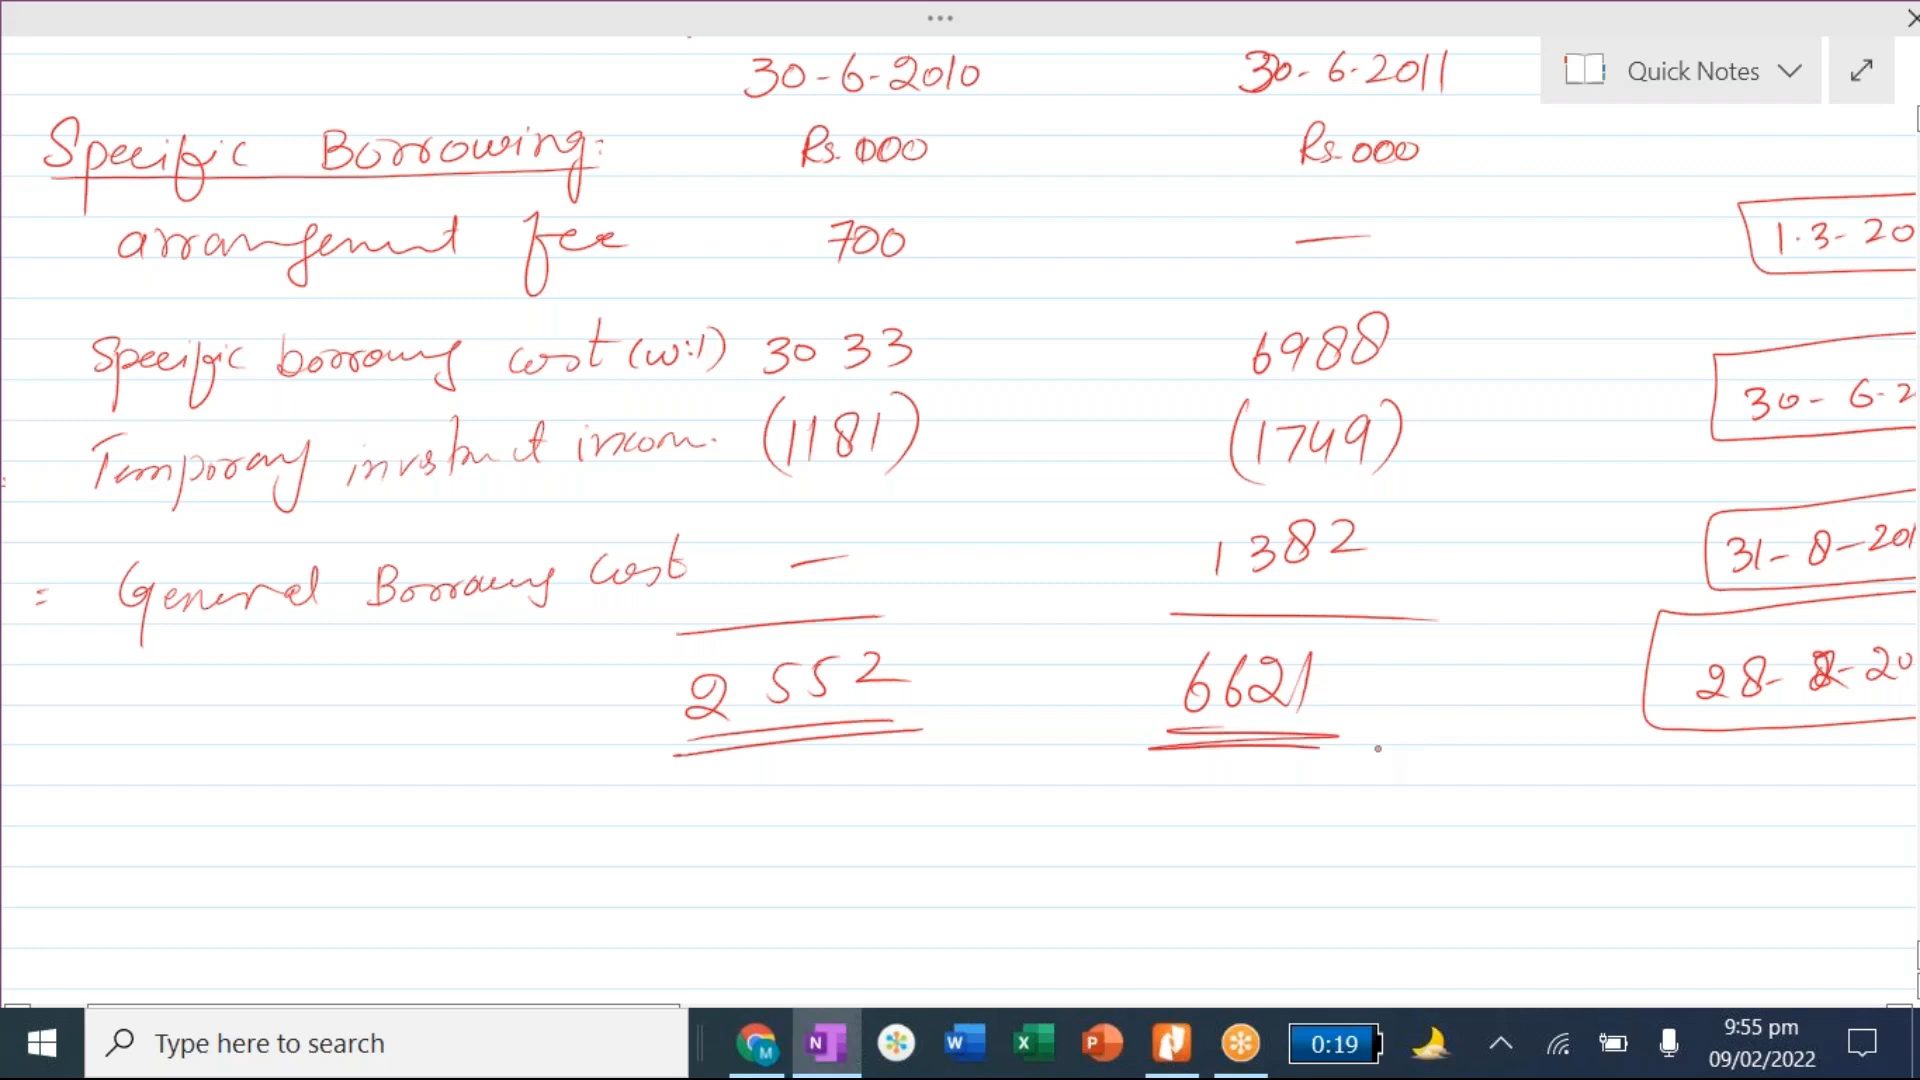 ...
30-6-2010 30-6-2011
Quick Notes
Specific Borrowing:
Rs. 000 Rs. 000
arrangement fee 700 —
1.3-20
Specific borrowing cost (w:1) 3033 6988
30-6-2
Temporary investment incom. (1181) (1749)
31-8-201
= General Borrowing cost — 1382
2552 6621
28-2-20
Type here to search
0:19
9:55 pm
09/02/2022